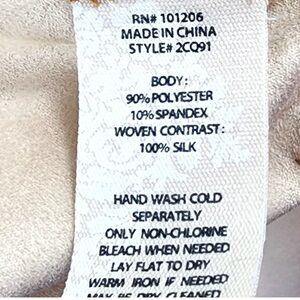 RN# 101206
MADE IN CHINA
STYLE# 2CQ91
BODY:
90% POLYESTER
10% SPANDEX
WOVEN CONTRAST:
100% SILK
HAND WASH COLD
SEPARATELY
ONLY NON-CHLORINE
BLEACH WHEN NEEDED
LAY FLAT TO DRY
WARM IRON IF NEEDED
MAY BE DRY CLEANED